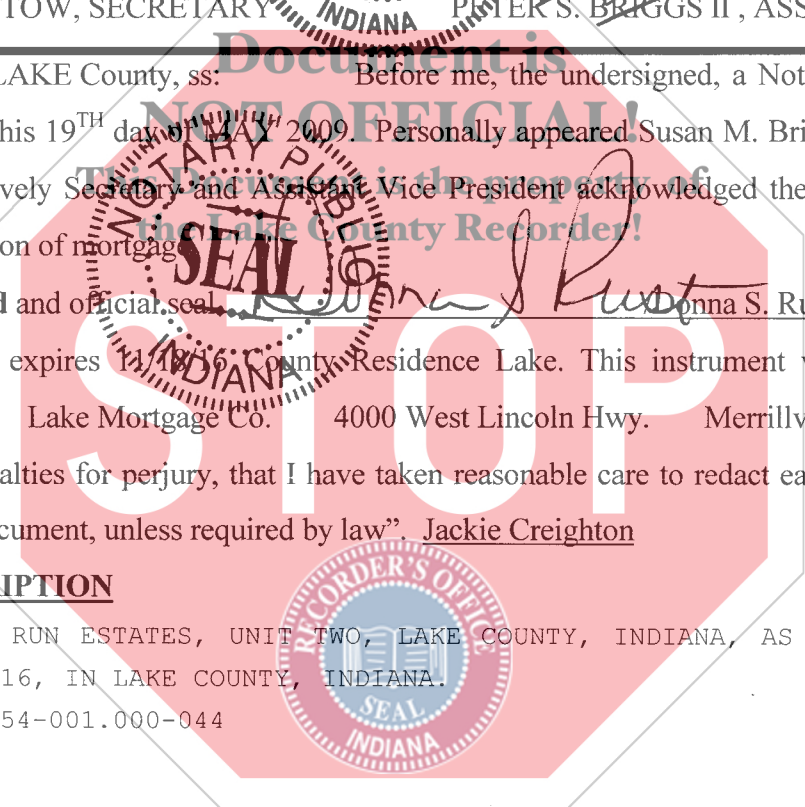 TOW, SECRETARY PETER S. BRIGGS II , ASS
INDIANA
Document is
LAKE County, ss: Before me, the undersigned, a Not
NOT OFFICIAL!
his 19TH day of MAY 2009. Personally appeared Susan M. Bri
This Document is the property of
vely Secretary and Assistant Vice President acknowledged the
the Lake County Recorder!
on of mortgage
NOTARY PUBLIC
SEAL
INDIANA
d and official seal Donna S Rust Donna S. Ru
expires 11/18/16 County Residence Lake. This instrument
STOP
Lake Mortgage Co. 4000 West Lincoln Hwy. Merrillv
alties for perjury, that I have taken reasonable care to redact ea
cument, unless required by law”. Jackie Creighton
IPTION
RUN ESTATES, UNIT TWO, LAKE COUNTY, INDIANA, AS
16, IN LAKE COUNTY, INDIANA.
54-001.000-044
RECORDER'S OFFICE
SEAL
INDIANA